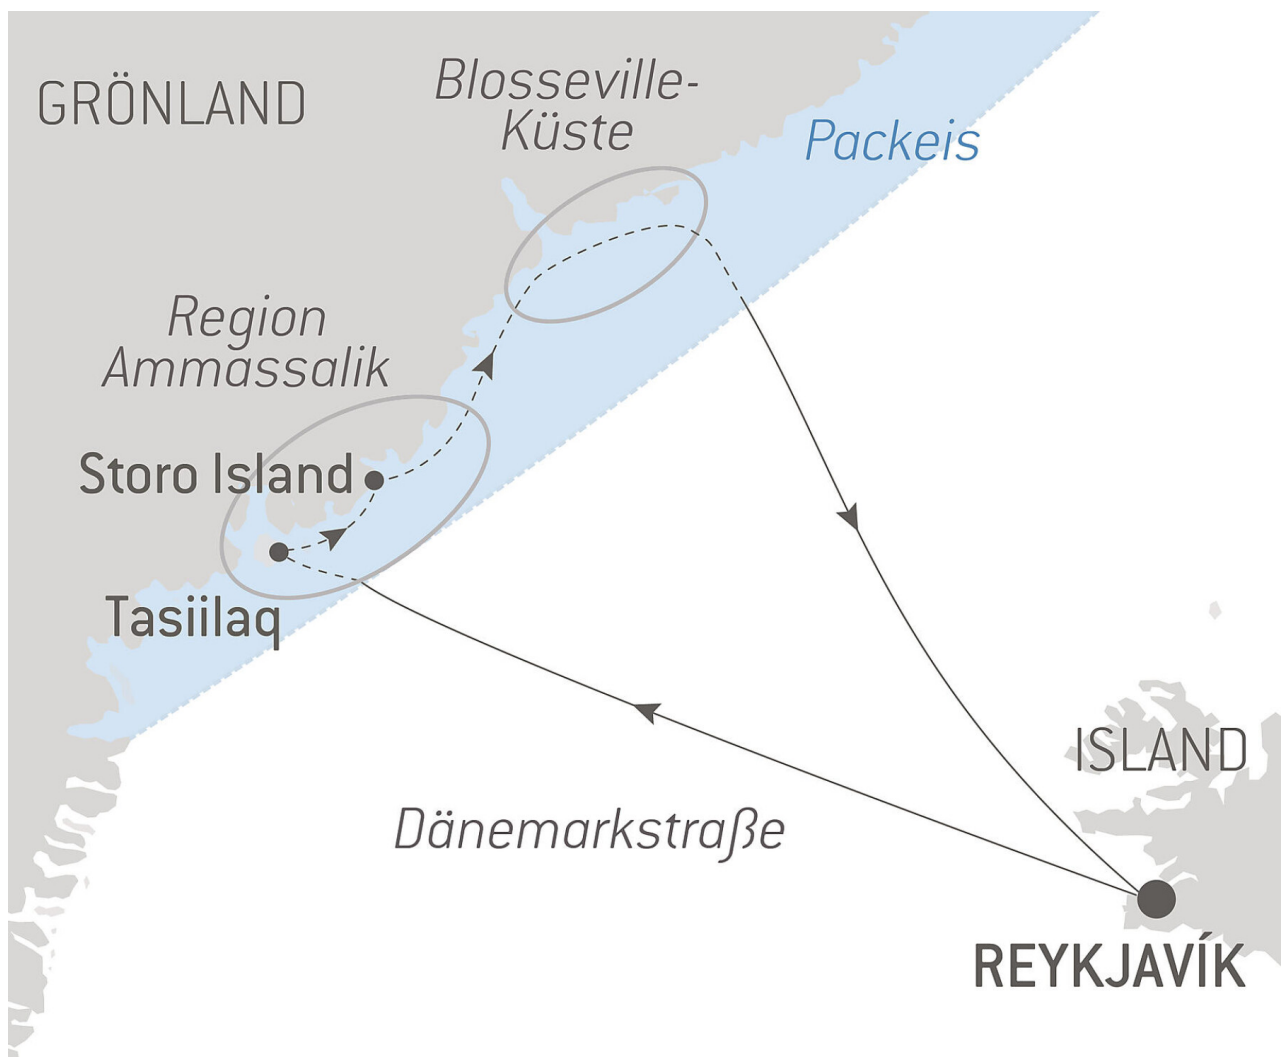 GRÖNLAND
Blosseville-
Küste
Packeis
Region
Ammassalik
Storo Island
Tasiilaq
ISLAND
Dänemarkstraße
REYKJAVÍK